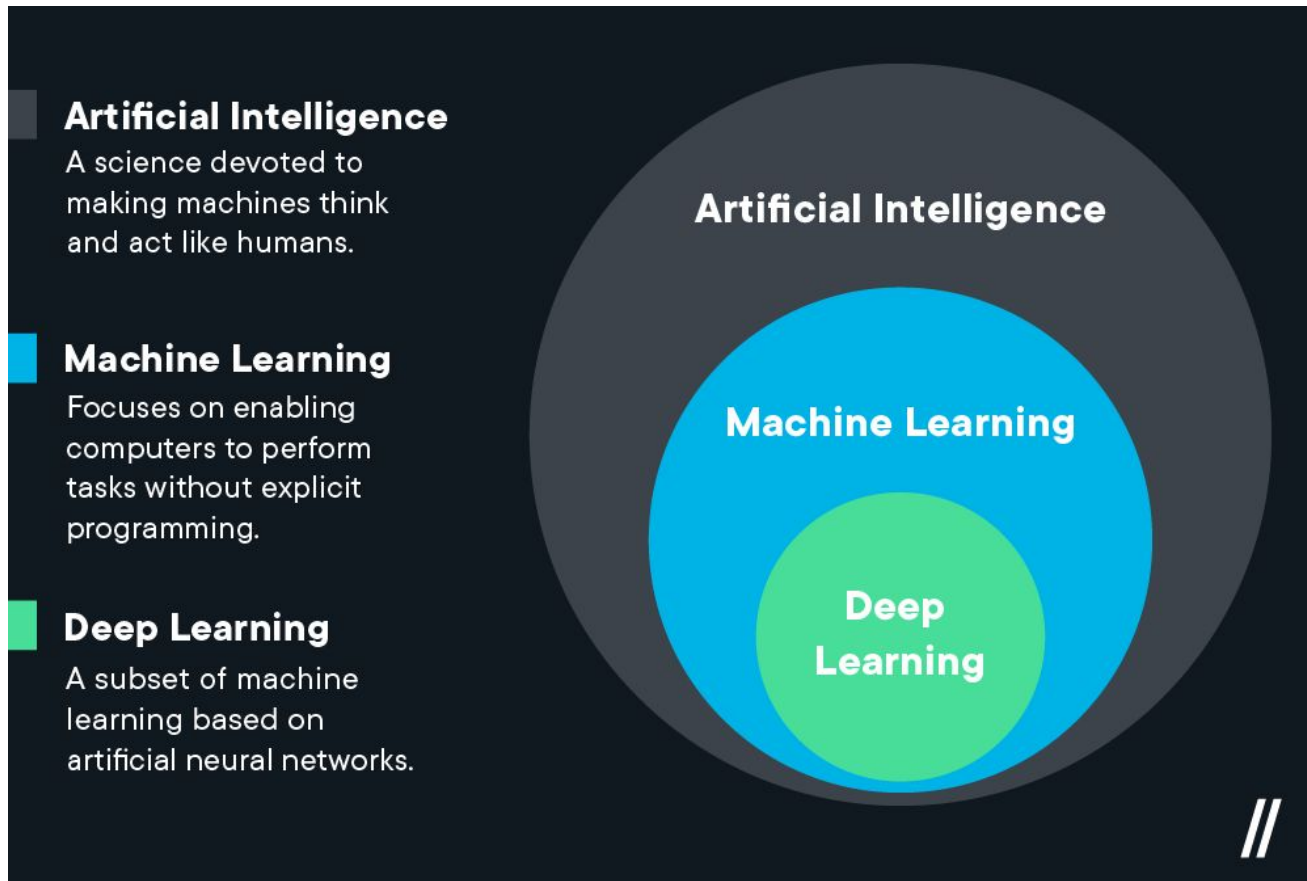 Artificial Intelligence
A science devoted to
making machines think
and act like humans.
Machine Learning
Focuses on enabling
computers to perform
tasks without explicit
programming.
Deep Learning
A subset of machine
learning based on
artificial neural networks.
Artificial Intelligence
Machine Learning
Deep
Learning